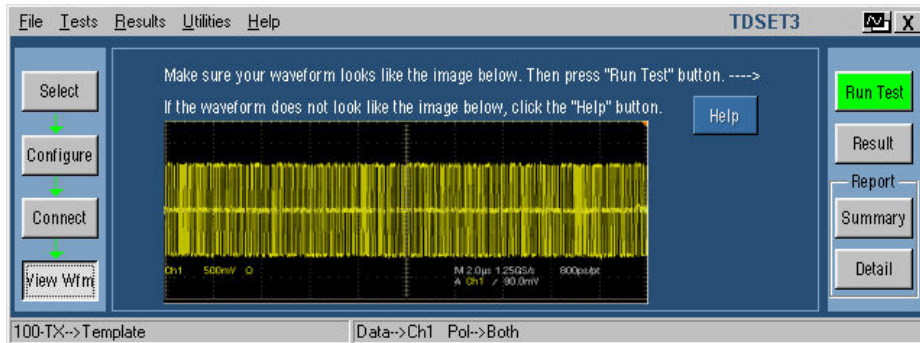 File Tests Results Utilities Help TDSET3 X
Make sure your waveform looks like the image below. Then press "Run Test" button. ---->
If the waveform does not look like the image below, click the "Help" button.
Help
Select
Configure
Connect
View Wfm
Ch1 500mV Ω M 2.0µs 1.25GS/s 800ps/pt
A Ch1 / 90.0mV
Run Test
Result
Report
Summary
Detail
100-TX-->Template Data-->Ch1 Pol-->Both